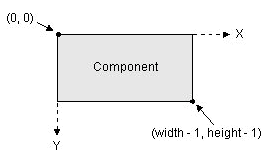 (0, 0)
X
Component
(width - 1, height - 1)
Y